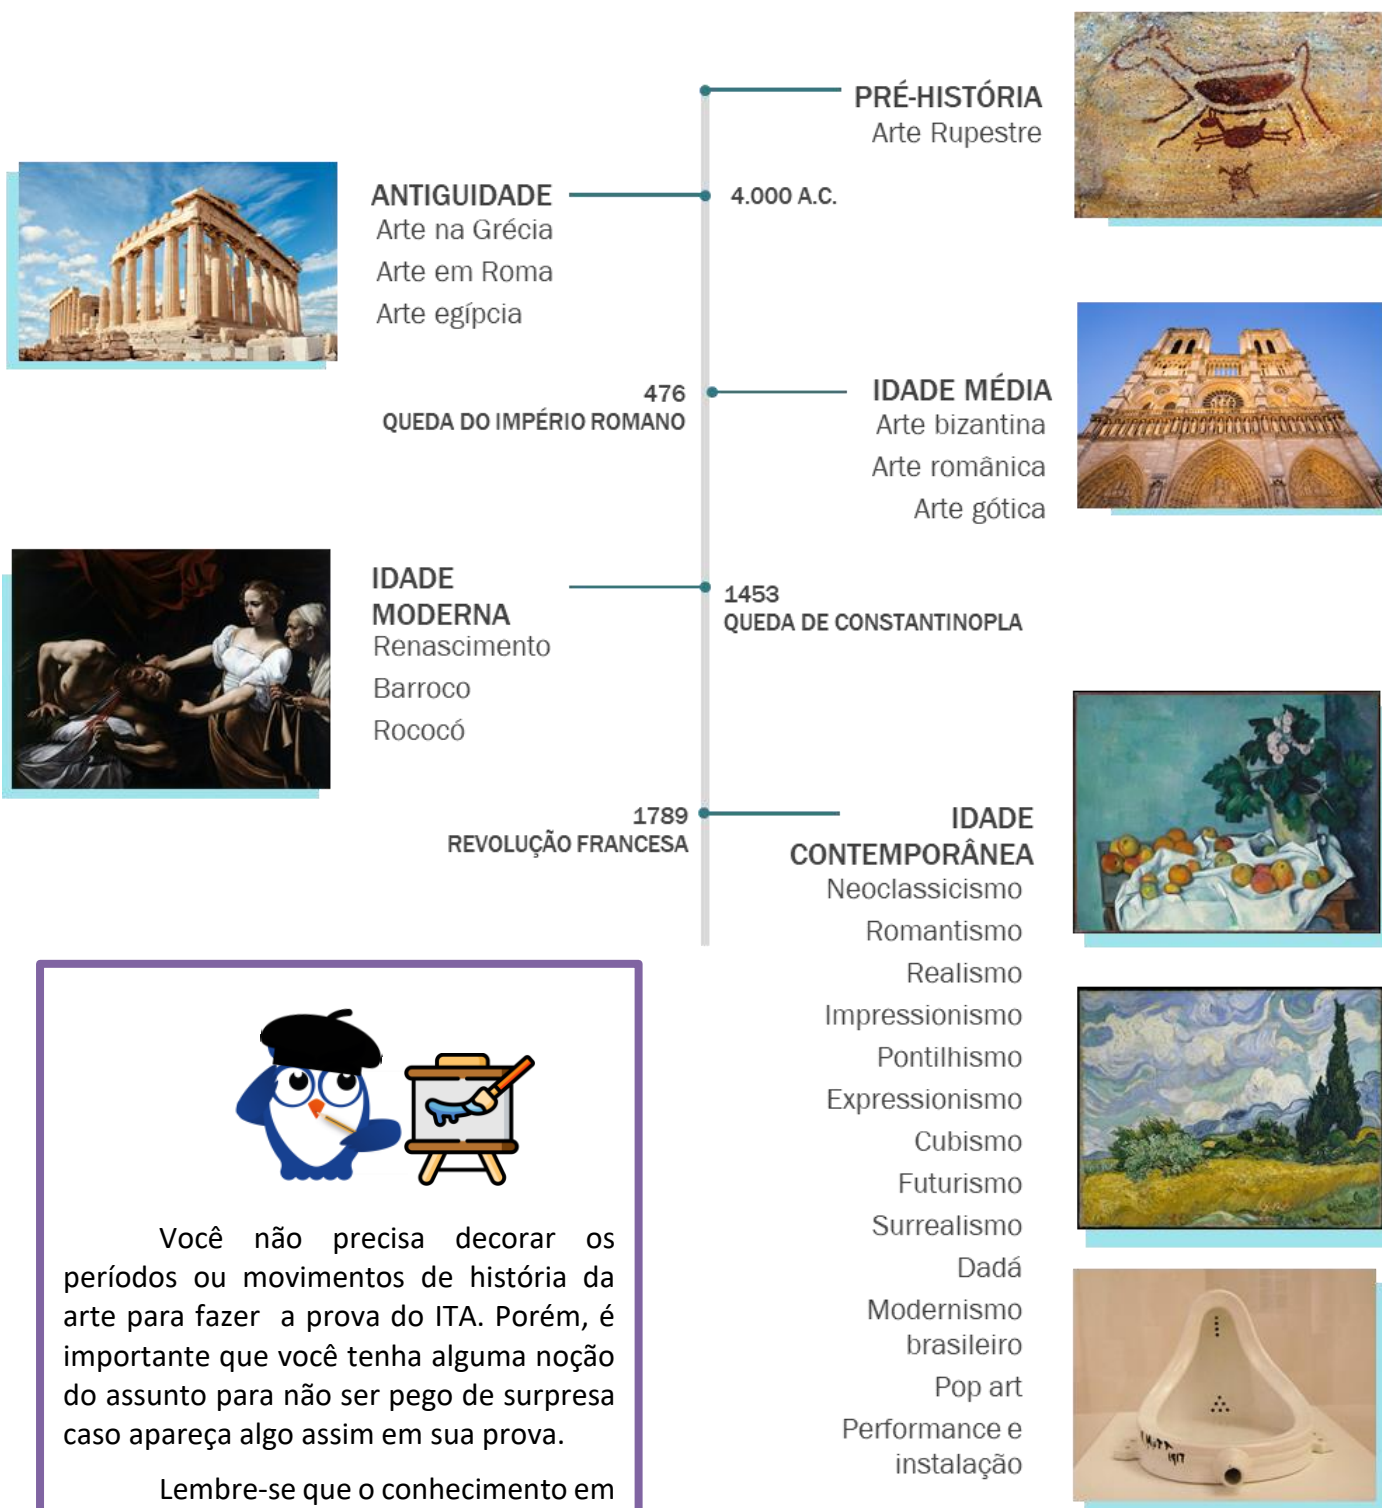 PRÉ-HISTÓRIA
Arte Rupestre
ANTIGUIDADE
Arte na Grécia
Arte em Roma
Arte egípcia
4.000 A.C.
476
QUEDA DO IMPÉRIO ROMANO
IDADE MÉDIA
Arte bizantina
Arte românica
Arte gótica
IDADE
MODERNA
Renascimento
Barroco
Rococó
1453
QUEDA DE CONSTANTINOPLA
1789
REVOLUÇÃO FRANCESA
IDADE
CONTEMPORÂNEA
Neoclassicismo
Romantismo
Realismo
Impressionismo
Pontilhismo
Expressionismo
Cubismo
Futurismo
Surrealismo
Dadá
Modernismo
brasileiro
Pop art
Performance e
instalação
Você não precisa decorar os
períodos ou movimentos de história da
arte para fazer a prova do ITA. Porém, é
importante que você tenha alguma noção
do assunto para não ser pego de surpresa
caso apareça algo assim em sua prova.
Lembre-se que o conhecimento em
R. MUTT
1917